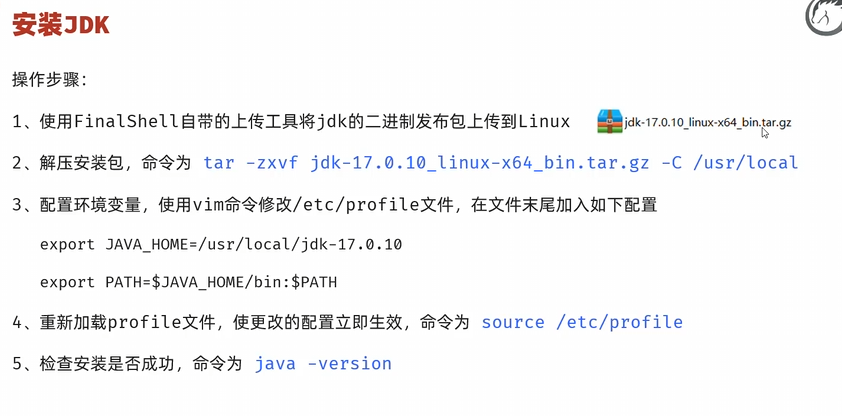 安装JDK
操作步骤：
1、使用FinalShell自带的上传工具将jdk的二进制发布包上传到Linux jdk-17.0.10_linux-x64_bin.tar.gz
2、解压安装包，命令为 tar -zxvf jdk-17.0.10_linux-x64_bin.tar.gz -C /usr/local
3、配置环境变量，使用vim命令修改/etc/profile文件，在文件末尾加入如下配置
export JAVA_HOME=/usr/local/jdk-17.0.10
export PATH=$JAVA_HOME/bin:$PATH
4、重新加载profile文件，使更改的配置立即生效，命令为 source /etc/profile
5、检查安装是否成功，命令为 java -version